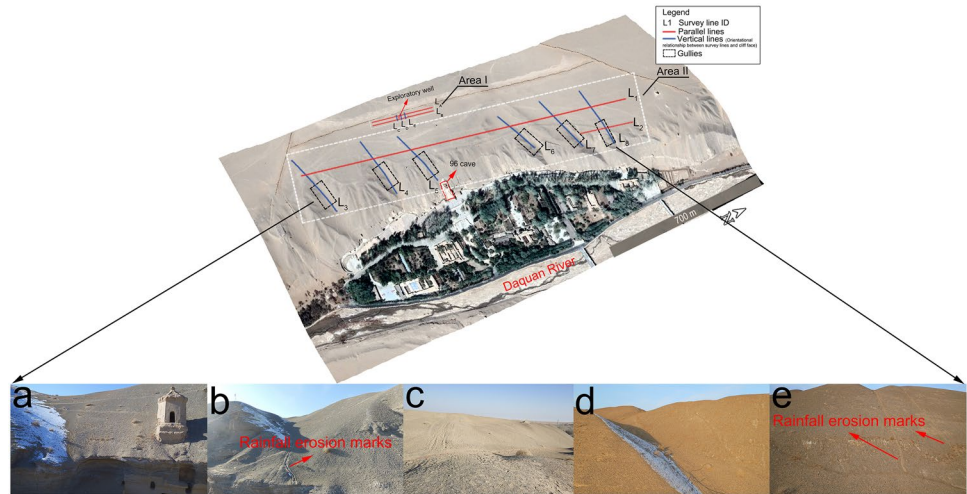 Legend
L1 Survey line ID
Parallel lines
Vertical lines (Orientational
relationship between survey lines and cliff face)
Gullies
Area I
Area II
Exploratory well
L1
L2
L3
L4
L5
L6
L7
L8
96 cave
700 m
N
Daquan River
a
b
c
d
e
Rainfall erosion marks
Rainfall erosion marks